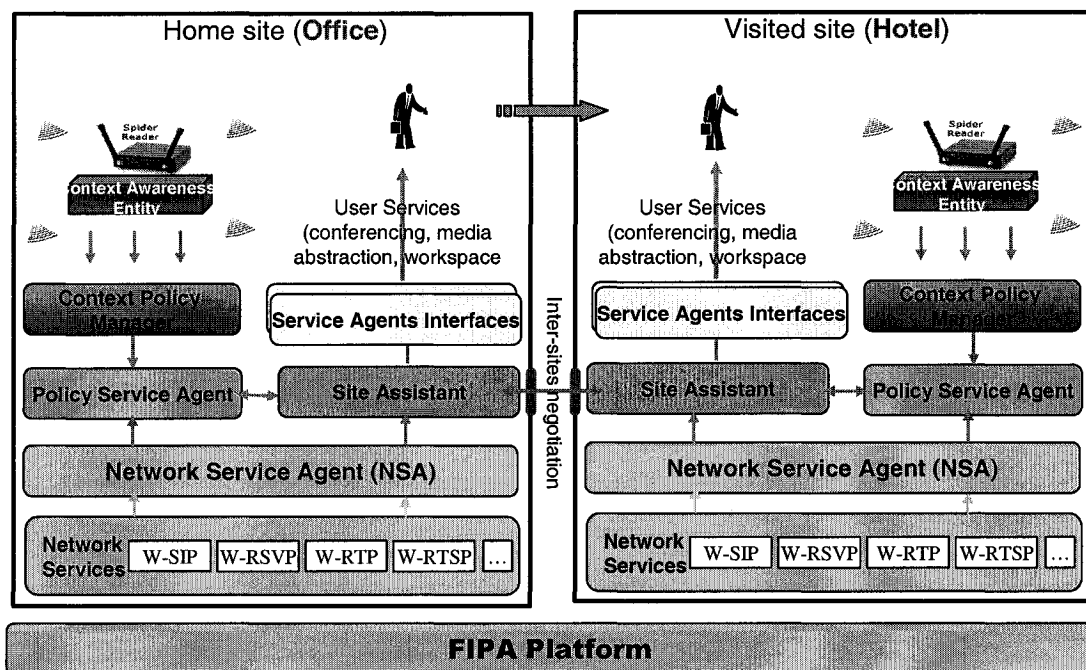 Home site (Office)
Spider
Reader
Context Awareness
Entity
User Services
(conferencing, media
abstraction, workspace
Context Policy
Manager
Service Agents Interfaces
Policy Service Agent
Site Assistant
Network Service Agent (NSA)
Network
Services
W-SIP
W-RSVP
W-RTP
W-RTSP
...
Inter-sites negotiation
Visited site (Hotel)
Spider
Reader
Context Awareness
Entity
User Services
(conferencing, media
abstraction, workspace
Service Agents Interfaces
Context Policy
Manager
Site Assistant
Policy Service Agent
Network Service Agent (NSA)
Network
Services
W-SIP
W-RSVP
W-RTP
W-RTSP
...
FIPA Platform